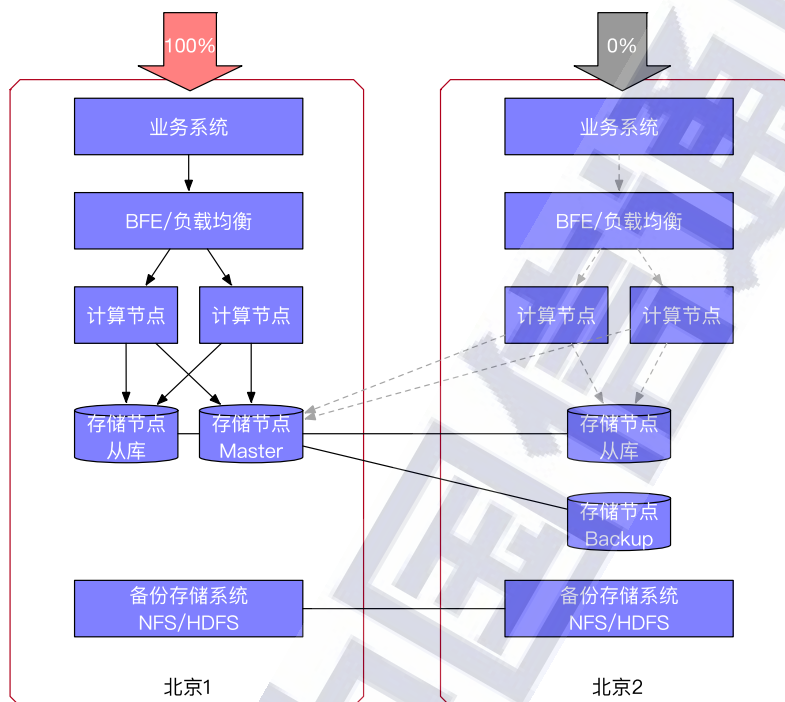 100%
0%
业务系统
业务系统
BFE/负载均衡
BFE/负载均衡
计算节点
计算节点
计算节点
计算节点
存储节点
从库
存储节点
Master
存储节点
从库
存储节点
Backup
备份存储系统
NFS/HDFS
备份存储系统
NFS/HDFS
北京1
北京2